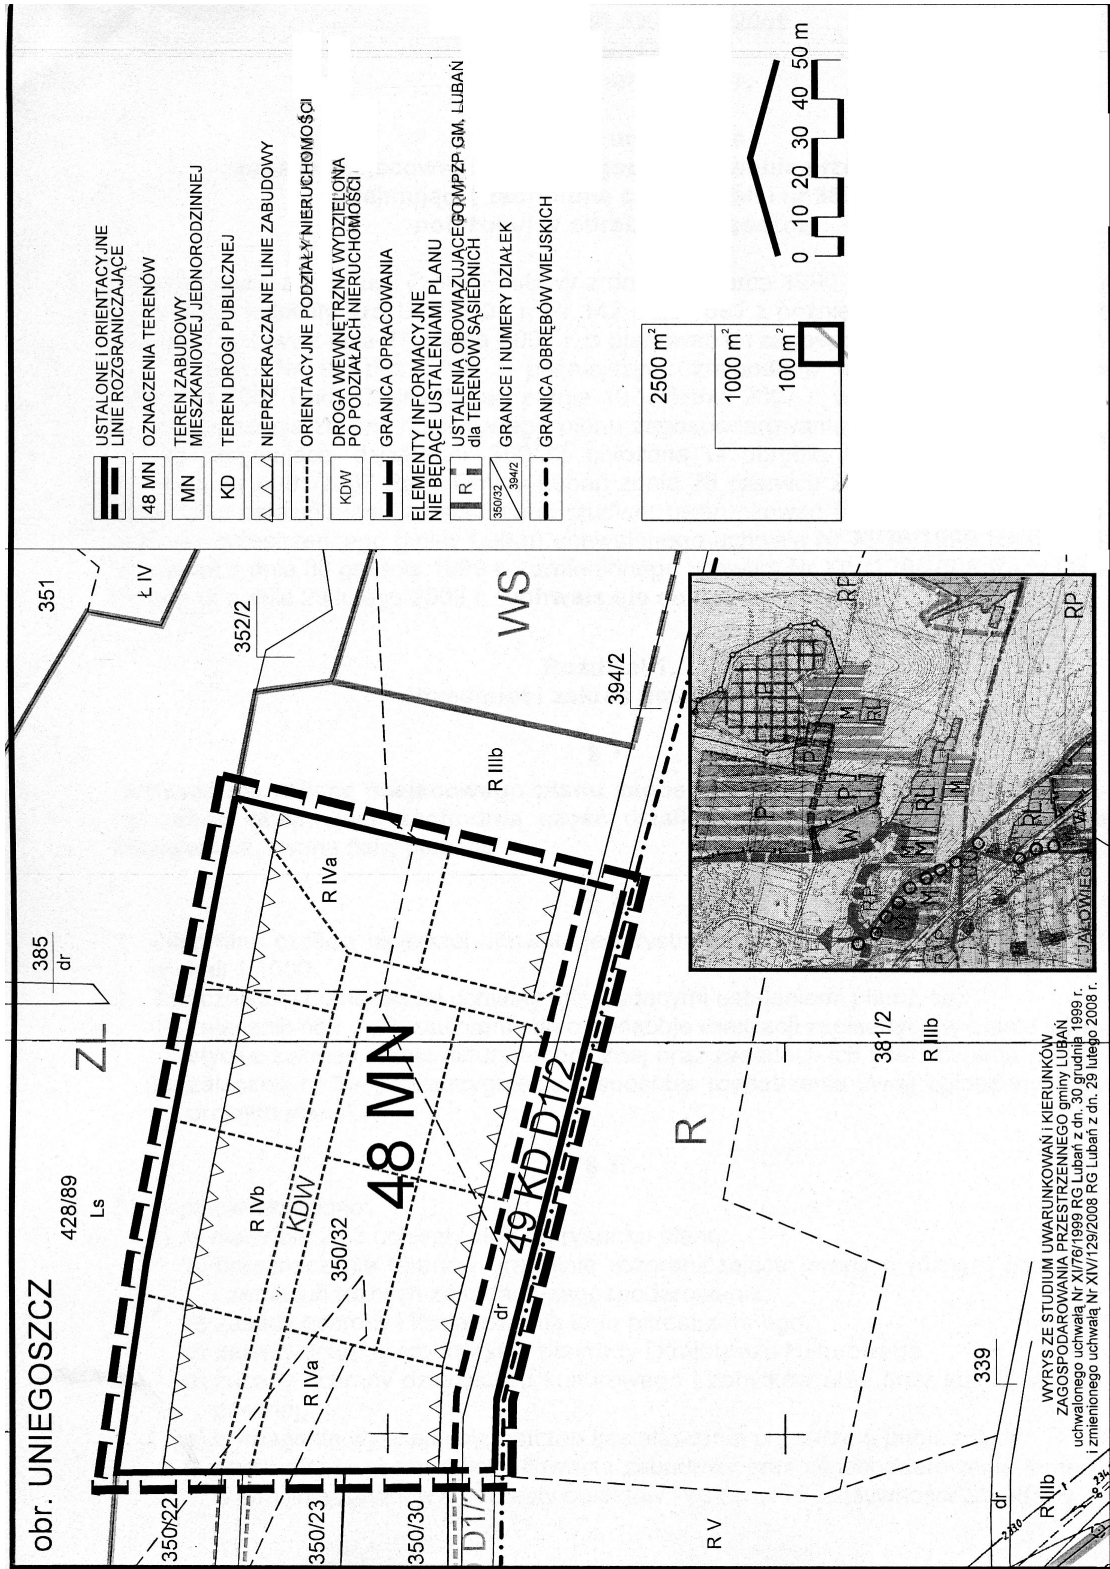 obr. UNIEGOSZCZ
428/89
Ls
ZL
385
dr
351
Ł IV
352/2
WS
394/2
R IIIb
R IVa
R IVb
KDW
48 MN
350/32
R IVa
49 KD D1/2
dr
350/22
350/23
350/30
D1/2
R
381/2
R IIIb
R V
339
dr
R IIIb
USTALONE i ORIENTACYJNE
LINIE ROZGRANICZAJĄCE
48 MN
OZNACZENIA TERENÓW
MN
TEREN ZABUDOWY
MIESZKANIOWEJ JEDNORODZINNEJ
KD
TEREN DROGI PUBLICZNEJ
NIEPRZEKRACZALNE LINIE ZABUDOWY
ORIENTACYJNE PODZIAŁY NIERUCHOMOŚCI
KDW
DROGA WEWNĘTRZNA WYDZIELONA
PO PODZIAŁACH NIERUCHOMOŚCI
GRANICA OPRACOWANIA
ELEMENTY INFORMACYJNE
NIE BĘDĄCE USTALENIAMI PLANU
R
USTALENIA OBOWIĄZUJĄCEGO MPZP GM. LUBAŃ
dla TERENÓW SĄSIEDNICH
350/32
394/2
GRANICE i NUMERY DZIAŁEK
GRANICA OBRĘBÓW WIEJSKICH
2500 m²
1000 m²
100 m²
0 10 20 30 40 50 m
RP
RP
M
RL
P
P
W
P
RL
M
M
M
RP
M
M
RL
W
WYRYS ZE STUDIUM UWARUNKOWAŃ i KIERUNKÓW
ZAGOSPODAROWANIA PRZESTRZENNEGO gminy LUBAŃ
uchwalonego uchwałą Nr XI/76/1999 RG Lubań z dn. 30 grudnia 1999 r.
i zmienionego uchwałą Nr XIV/129/2008 RG Lubań z dn. 29 lutego 2008 r.